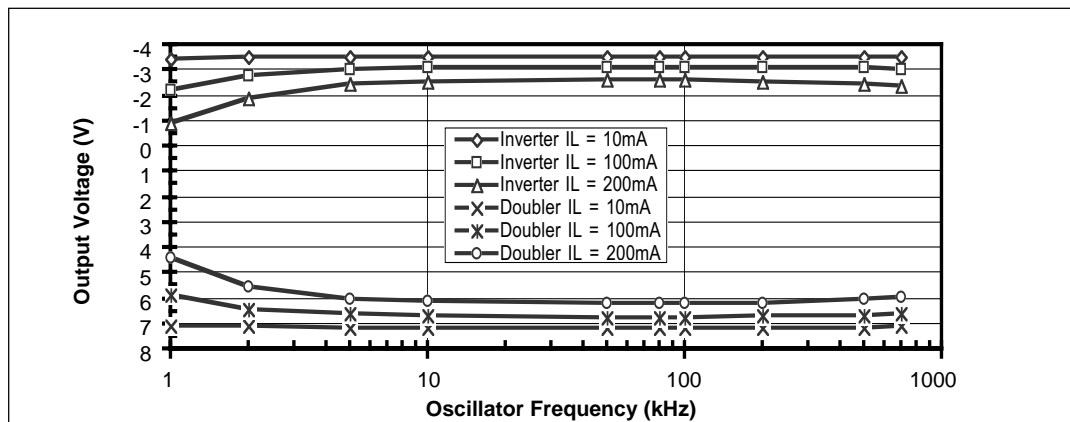 Output Voltage (V)
-4
-3
-2
-1
0
1
2
3
4
5
6
7
8
Inverter IL = 10mA
Inverter IL = 100mA
Inverter IL = 200mA
Doubler IL = 10mA
Doubler IL = 100mA
Doubler IL = 200mA
1 10 100 1000
Oscillator Frequency (kHz)